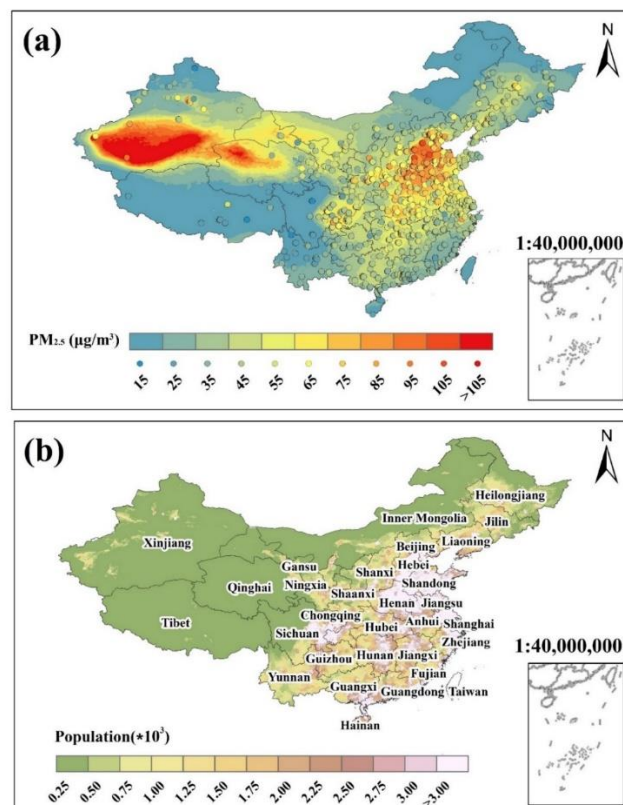 (a)
N
1:40,000,000
PM2.5 (μg/m³)
15 25 35 45 55 65 75 85 95 105 >105
(b)
N
Heilongjiang
Inner Mongolia
Jilin
Xinjiang
Beijing Liaoning
Gansu
Shanxi
Hebei
Qinghai
Ningxia
Shandong
Shaanxi
Henan Jiangsu
Tibet
Chongqing
Anhui Shanghai
Sichuan
Hubei
Zhejiang
Guizhou
Hunan Jiangxi
1:40,000,000
Yunnan
Fujian
Guangxi
Guangdong Taiwan
Hainan
Population(*10³)
0.25 0.50 0.75 1.00 1.25 1.50 1.75 2.00 2.25 2.50 2.75 3.00 >3.00